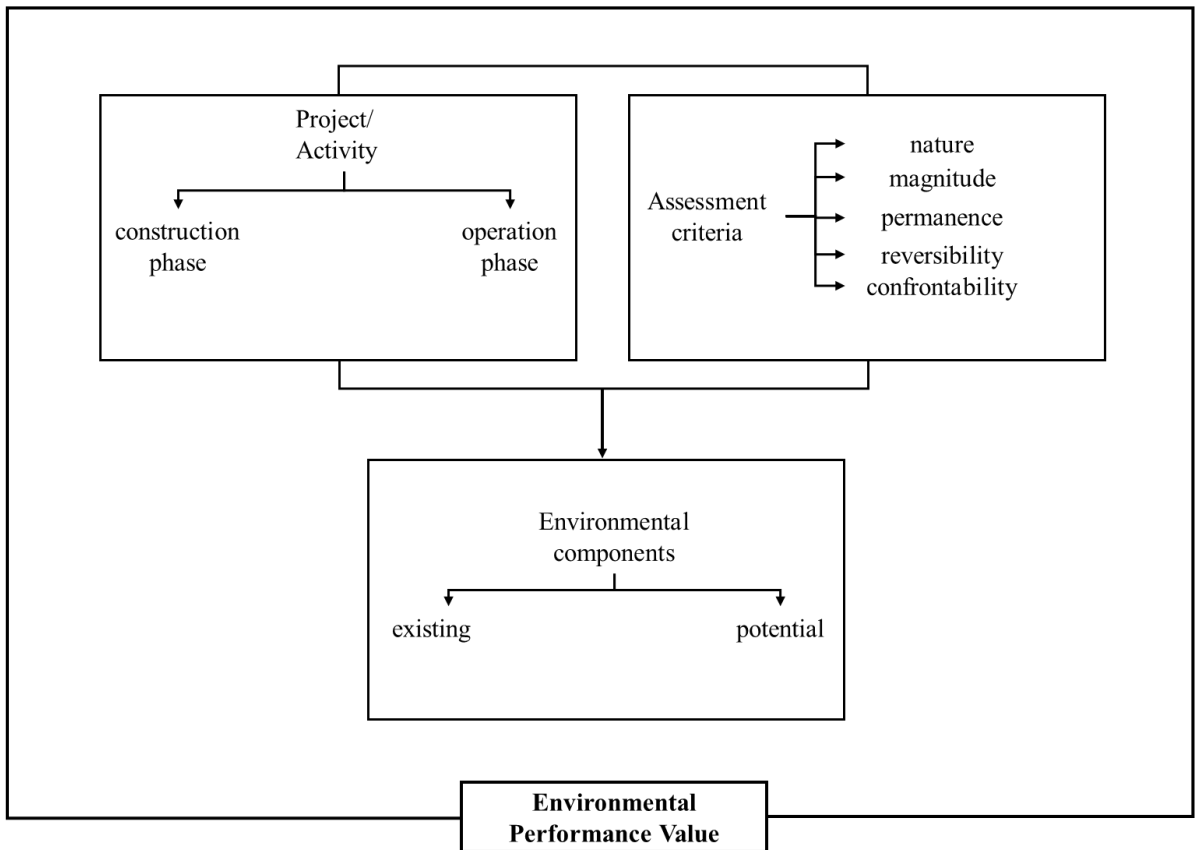 Project/
Activity
construction
phase
operation
phase
Assessment
criteria
nature
magnitude
permanence
reversibility
confrontability
Environmental
components
existing
potential
Environmental
Performance Value